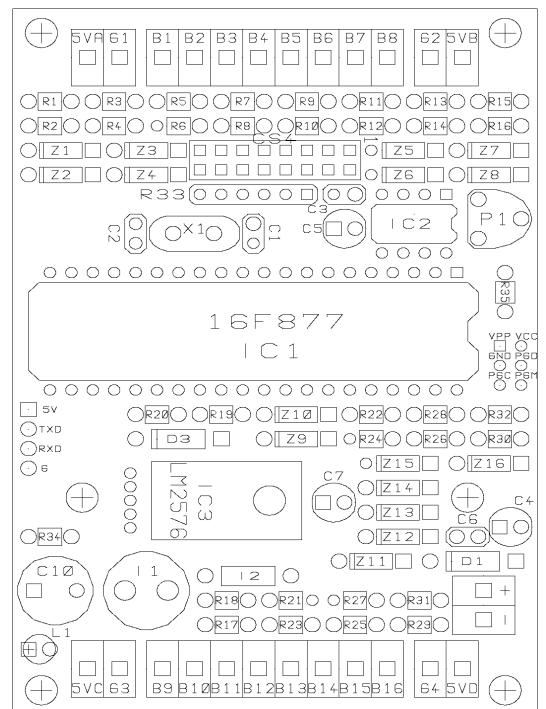 5VA G1 B1 B2 B3 B4 B5 B6 B7 B8 G2 5VB
R1 R3 R5 R7 R9 R11 R13 R15
R2 R4 R6 R8 R10 R12 R14 R16
CS4 1
Z1 Z3 Z5 Z7
Z2 Z4 Z6 Z8
R33
C3
C2 X1 C1 C5 IC2 P1
R35
16F877
IC1
VPP VCC
GND PGD
PGC PGM
5V
TXD
RXD
G
R20 R19 Z10 R22 R28 R32
D3 Z9 R24 R26 R30
Z15 Z16
LM2576
IC3
C7
Z14
Z13
C4
C6
R34
Z12
Z11 D1
C10 I1 I2
R18 R21 R27 R31 +
R17 R23 R25 R29 -
L1
+
5VC G3 B9 B10 B11 B12 B13 B14 B15 B16 G4 5VD